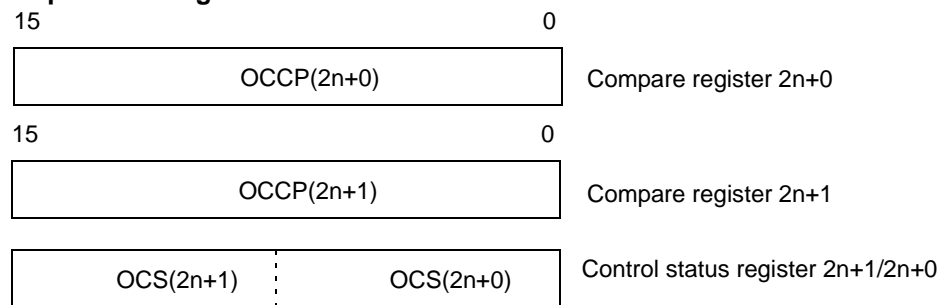 15 0
OCCP(2n+0) Compare register 2n+0
15 0
OCCP(2n+1) Compare register 2n+1
OCS(2n+1) OCS(2n+0) Control status register 2n+1/2n+0